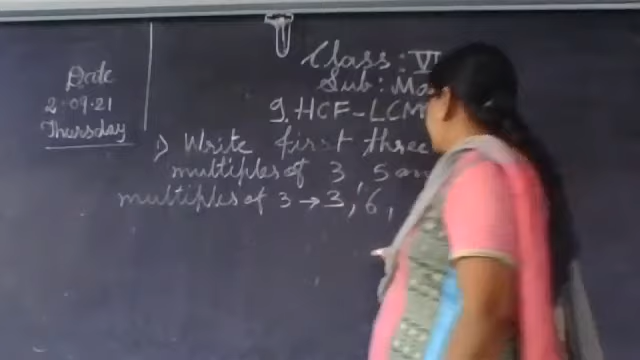 Date
2.09.21
Thursday
Class: VI
Sub: Ma
9. HCF-LCM
1) Write first three
multiples of 3, 5 an
multiples of 3 → 3, 6,